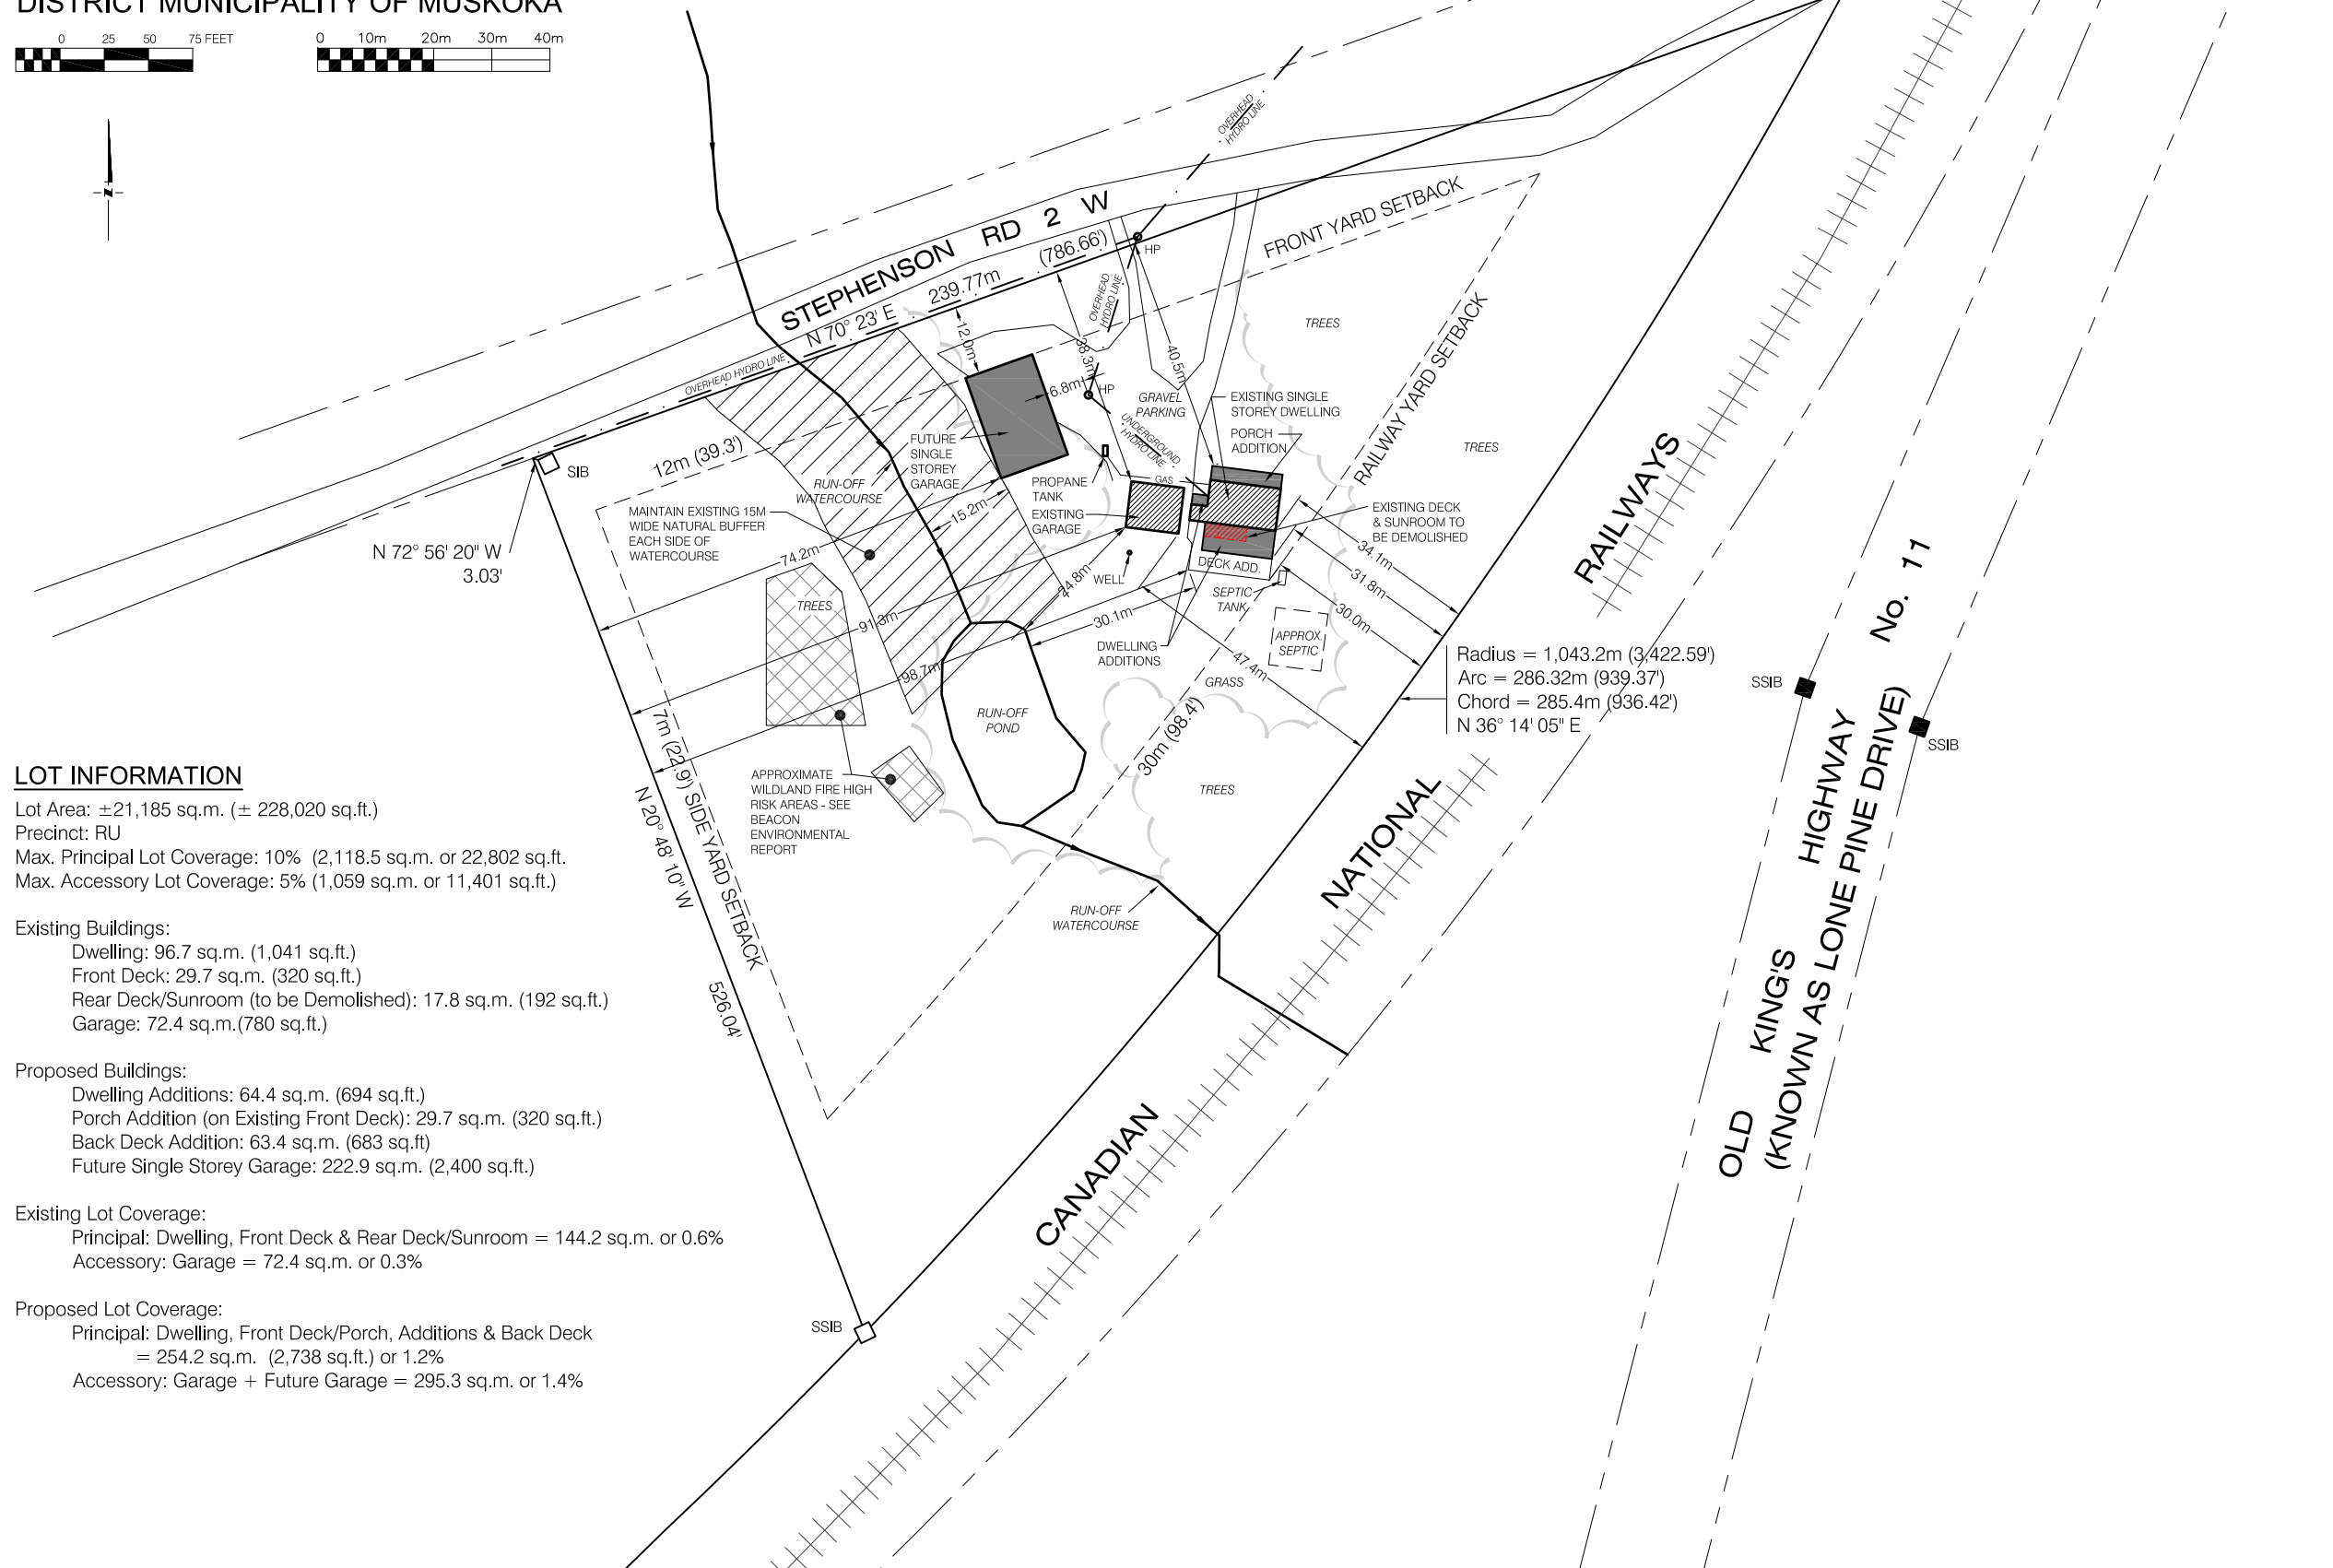 DISTRICT MUNICIPALITY OF MUSKOKA
0 25 50 75 FEET
0 10m 20m 30m 40m
N
OVERHEAD
HYDRO LINE
STEPHENSON RD 2 W
N 70° 23' E 239.77m (786.66')
HP
FRONT YARD SETBACK
OVERHEAD
HYDRO LINE
OVERHEAD HYDRO LINE
12.0m
38.3m
40.5m
6.8m
HP
TREES
TREES
RAILWAY YARD SETBACK
GRAVEL
PARKING
UNDERGROUND
HYDRO LINE
EXISTING SINGLE
STOREY DWELLING
PORCH
ADDITION
SIB
12m (39.3')
FUTURE
SINGLE
STOREY
GARAGE
RUN-OFF
WATERCOURSE
PROPANE
TANK
EXISTING
GARAGE
GAS
MAINTAIN EXISTING 15M
WIDE NATURAL BUFFER
EACH SIDE OF
WATERCOURSE
EXISTING DECK
& SUNROOM TO
BE DEMOLISHED
N 72° 56' 20" W
3.03'
15.2m
74.2m
91.3m
98.7m
24.8m
30.1m
WELL
DECK ADD.
SEPTIC
TANK
34.1m
31.8m
30.0m
47.4m
TREES
DWELLING
ADDITIONS
APPROX.
SEPTIC
GRASS
RUN-OFF
POND
30m (98.4')
TREES
Radius = 1,043.2m (3,422.59')
Arc = 286.32m (939.37')
Chord = 285.4m (936.42')
N 36° 14' 05" E
SSIB
SSIB
7m (22.9') SIDE YARD SETBACK
N 20° 48' 10" W
526.04'
APPROXIMATE
WILDLAND FIRE HIGH
RISK AREAS - SEE
BEACON
ENVIRONMENTAL
REPORT
RUN-OFF
WATERCOURSE
SSIB
CANADIAN NATIONAL RAILWAYS
OLD KING'S HIGHWAY No. 11
(KNOWN AS LONE PINE DRIVE)
LOT INFORMATION
Lot Area: ±21,185 sq.m. (± 228,020 sq.ft.)
Precinct: RU
Max. Principal Lot Coverage: 10% (2,118.5 sq.m. or 22,802 sq.ft.
Max. Accessory Lot Coverage: 5% (1,059 sq.m. or 11,401 sq.ft.)
Existing Buildings:
Dwelling: 96.7 sq.m. (1,041 sq.ft.)
Front Deck: 29.7 sq.m. (320 sq.ft.)
Rear Deck/Sunroom (to be Demolished): 17.8 sq.m. (192 sq.ft.)
Garage: 72.4 sq.m.(780 sq.ft.)
Proposed Buildings:
Dwelling Additions: 64.4 sq.m. (694 sq.ft.)
Porch Addition (on Existing Front Deck): 29.7 sq.m. (320 sq.ft.)
Back Deck Addition: 63.4 sq.m. (683 sq.ft)
Future Single Storey Garage: 222.9 sq.m. (2,400 sq.ft.)
Existing Lot Coverage:
Principal: Dwelling, Front Deck & Rear Deck/Sunroom = 144.2 sq.m. or 0.6%
Accessory: Garage = 72.4 sq.m. or 0.3%
Proposed Lot Coverage:
Principal: Dwelling, Front Deck/Porch, Additions & Back Deck
= 254.2 sq.m. (2,738 sq.ft.) or 1.2%
Accessory: Garage + Future Garage = 295.3 sq.m. or 1.4%